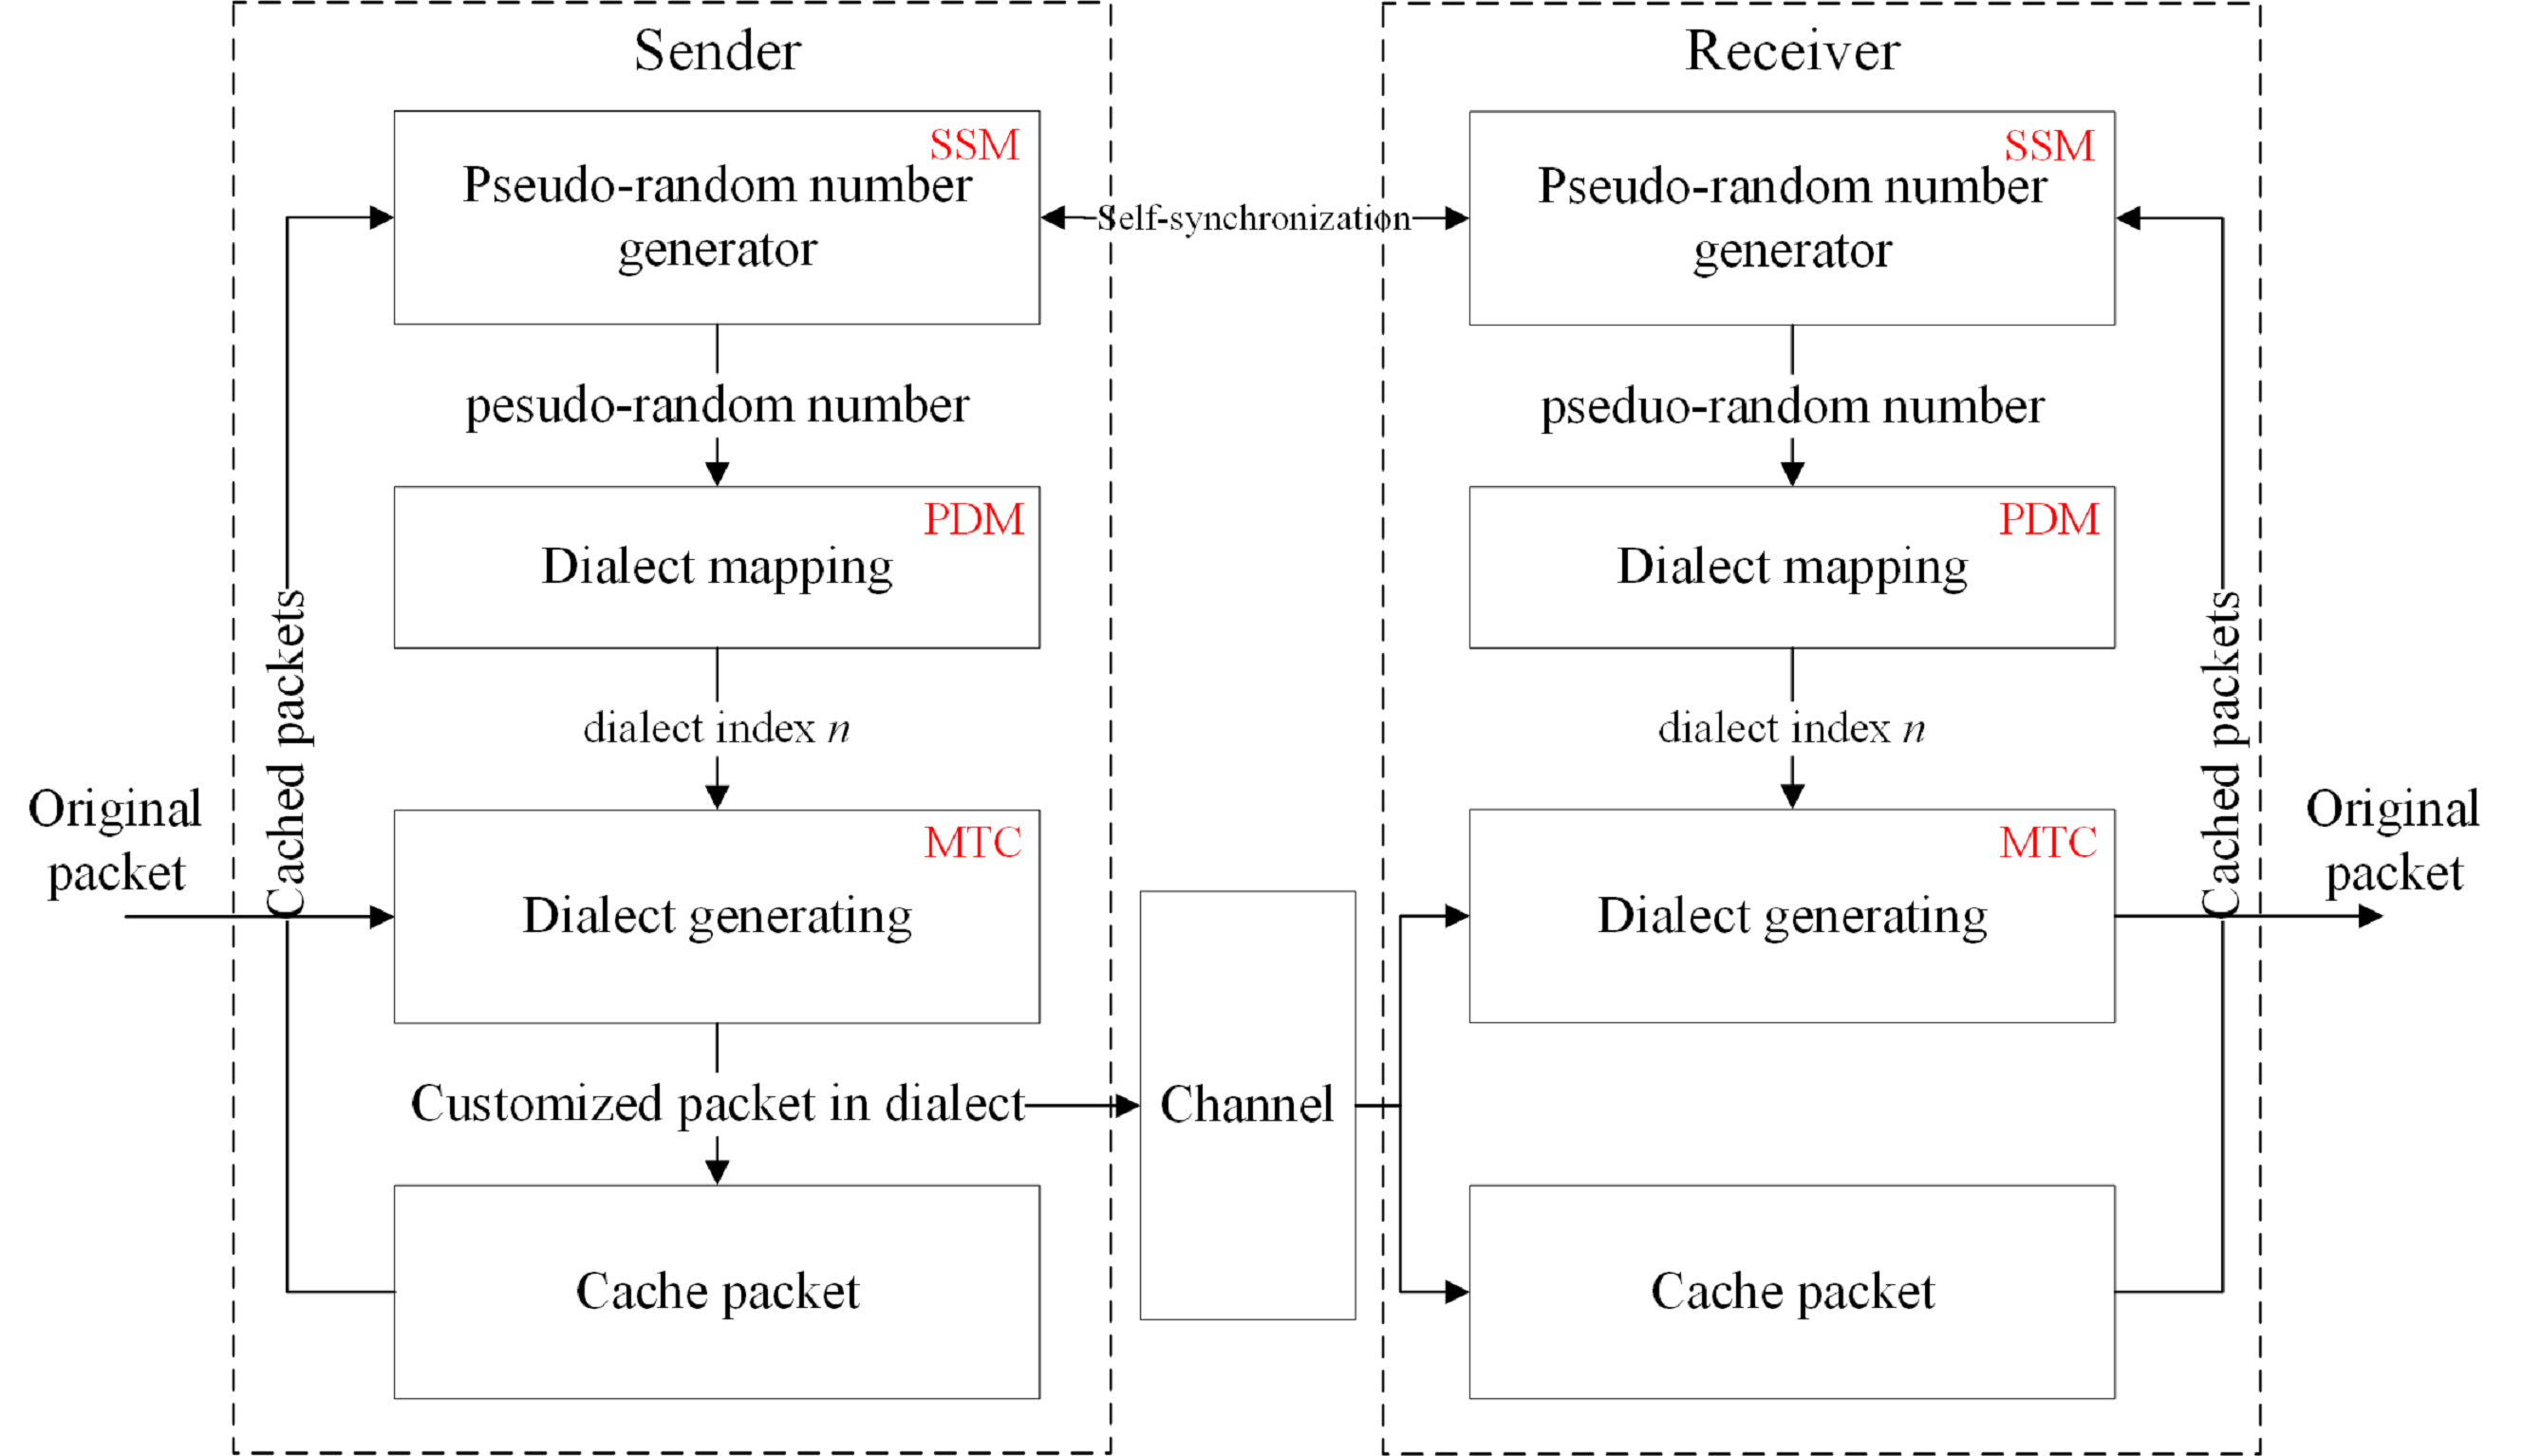 Sender
SSM
Pseudo-random number
generator
pesudo-random number
PDM
Dialect mapping
dialect index n
MTC
Dialect generating
Customized packet in dialect
Cache packet
Cached packets
Original
packet
Self-synchronization
Channel
Receiver
SSM
Pseudo-random number
generator
pseduo-random number
PDM
Dialect mapping
dialect index n
MTC
Dialect generating
Cache packet
Cached packets
Original
packet